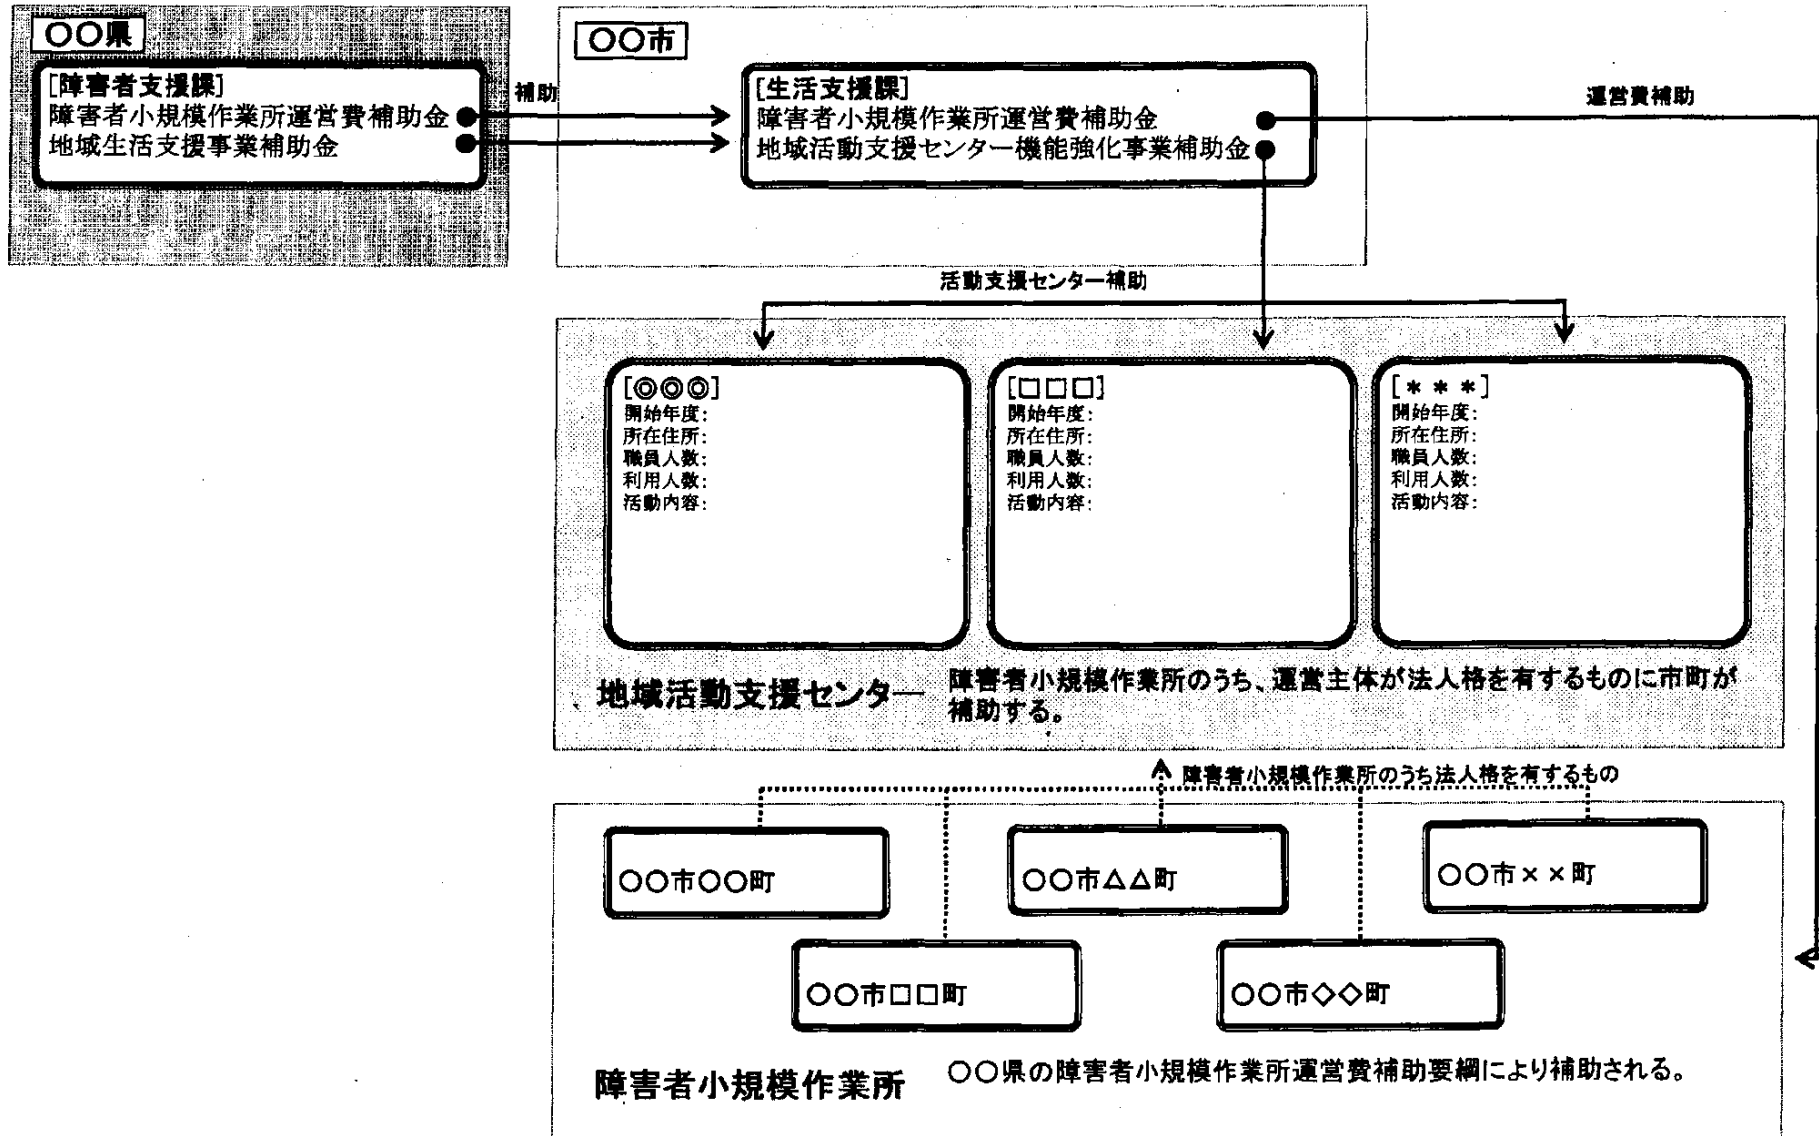 〇〇県
[障害者支援課]
障害者小規模作業所運営費補助金
地域生活支援事業補助金
補助
〇〇市
[生活支援課]
障害者小規模作業所運営費補助金
地域活動支援センター機能強化事業補助金
運営費補助
活動支援センター補助
[◎◎◎]
開始年度:
所在住所:
職員人数:
利用人数:
活動内容:
[□□□]
開始年度:
所在住所:
職員人数:
利用人数:
活動内容:
[＊＊＊]
開始年度:
所在住所:
職員人数:
利用人数:
活動内容:
地域活動支援センター
障害者小規模作業所のうち、運営主体が法人格を有するものに市町が
補助する。
障害者小規模作業所のうち法人格を有するもの
〇〇市〇〇町
〇〇市△△町
〇〇市××町
〇〇市□□町
〇〇市◇◇町
障害者小規模作業所
〇〇県の障害者小規模作業所運営費補助要綱により補助される。